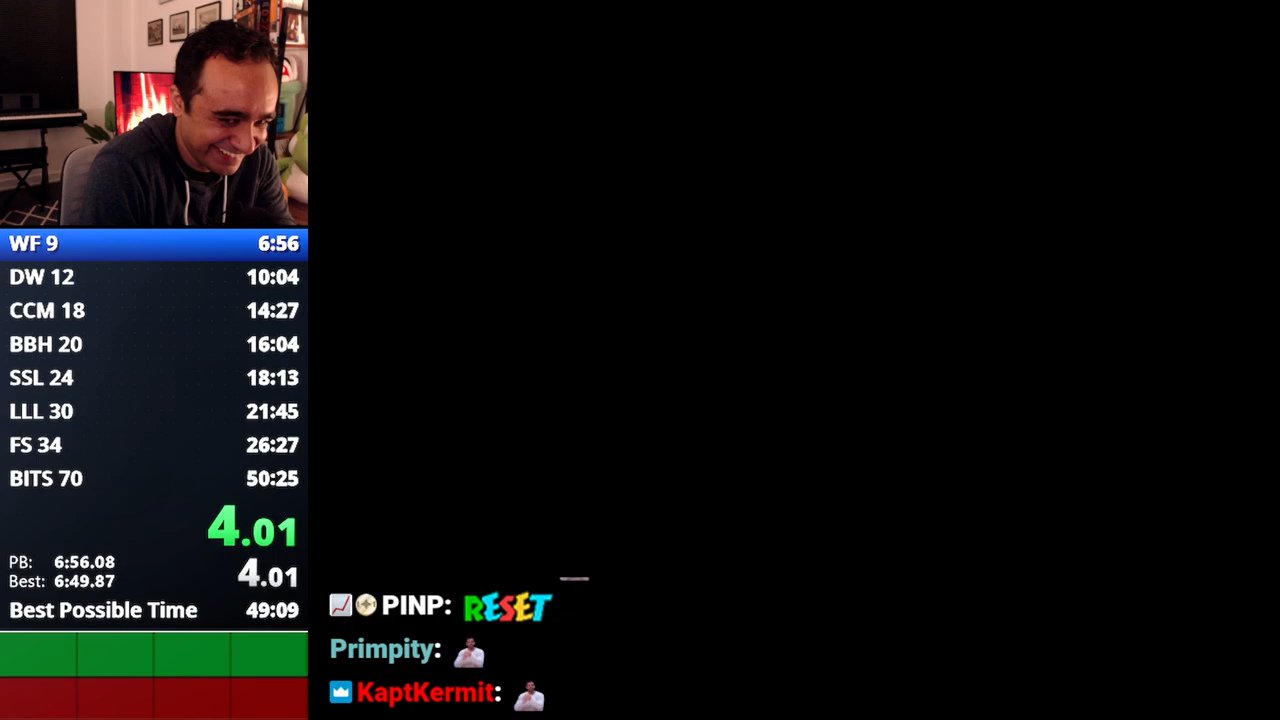 WF 9 6:56
DW 12 10:04
CCM 18 14:27
BBH 20 16:04
SSL 24 18:13
LLL 30 21:45
FS 34 26:27
BITS 70 50:25
4.01
PB: 6:56.08
Best: 6:49.87
4.01
Best Possible Time 49:09
PINP: RESET
Primpity:
KaptKermit: